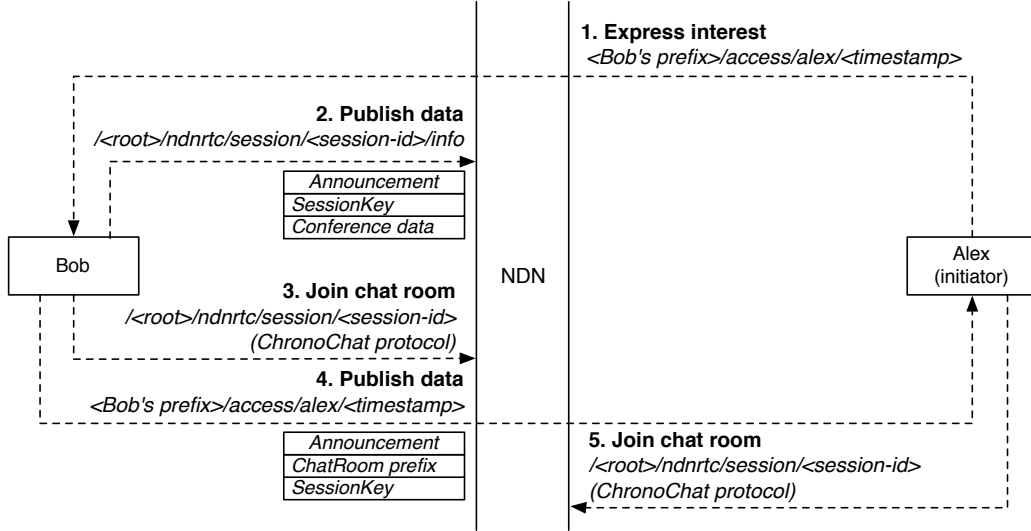 1. Express interest
<Bob's prefix>/access/alex/<timestamp>
2. Publish data
/<root>/ndnrtc/session/<session-id>/info
Announcement
SessionKey
Conference data
Bob
NDN
Alex
(initiator)
3. Join chat room
/<root>/ndnrtc/session/<session-id>
(ChronoChat protocol)
4. Publish data
<Bob's prefix>/access/alex/<timestamp>
Announcement
ChatRoom prefix
SessionKey
5. Join chat room
/<root>/ndnrtc/session/<session-id>
(ChronoChat protocol)